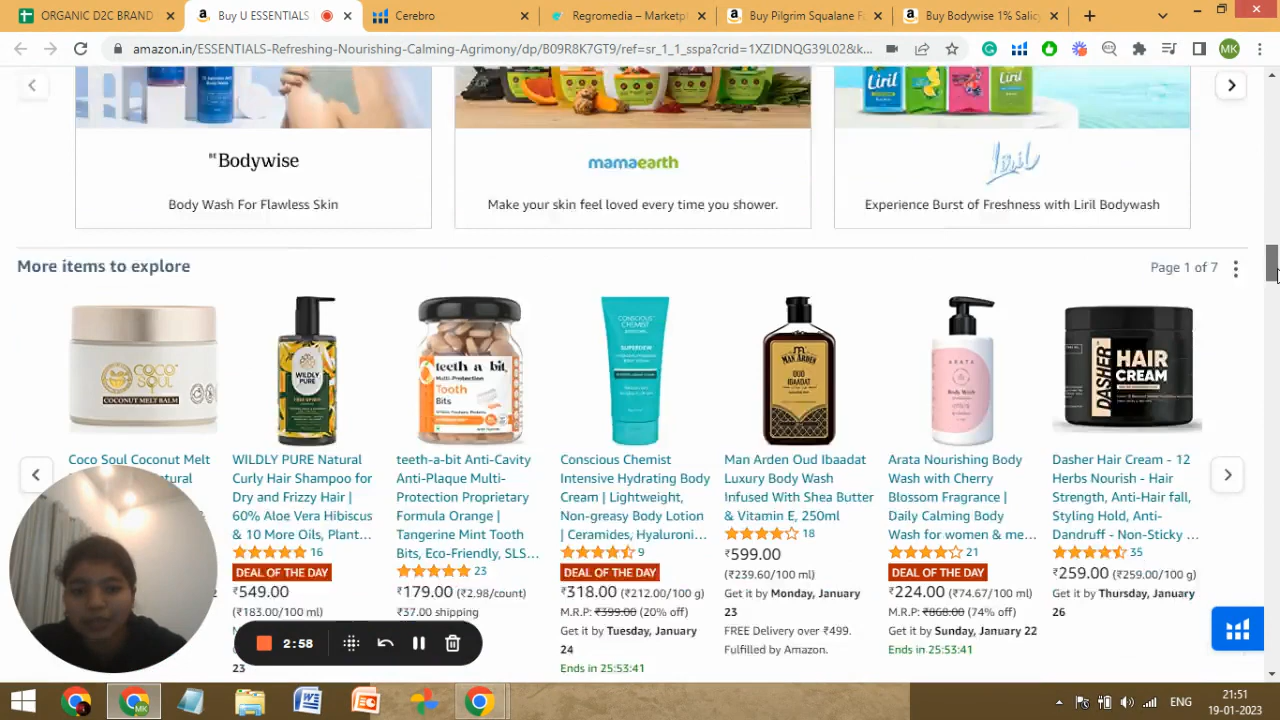 ORGANIC D2C BRAND
Buy U ESSENTIALS
Cerebro
Regromedia – Marketp
Buy Pilgrim Squalane F
Buy Bodywise 1% Salic
amazon.in/ESSENTIALS-Refreshing-Nourishing-Calming-Agrimony/dp/B09R8K7GT9/ref=sr_1_1_sspa?crid=1XZIDNQG39L02&k...
MK
Liril
Liril
BE Bodywise
mamaearth
liril
Body Wash For Flawless Skin
Make your skin feel loved every time you shower.
Experience Burst of Freshness with Liril Bodywash
More items to explore
Page 1 of 7
COCO SOUL
COCONUT MELT BALM
WILDLY PURE
teeth-a-bit
Multi-Protection
Tooth
Bits
CONSCIOUS
CHEMIST
MAN ARDEN
OUD
IBAADAT
ARATA
Body Wash
DASHER
HAIR
CREAM
Coco Soul Coconut Melt
atural
WILDLY PURE Natural
Curly Hair Shampoo for
Dry and Frizzy Hair |
60% Aloe Vera Hibiscus
& 10 More Oils, Plant...
16
DEAL OF THE DAY
₹549.00
(₹183.00/100 ml)
23
23
teeth-a-bit Anti-Cavity
Anti-Plaque Multi-
Protection Proprietary
Formula Orange |
Tangerine Mint Tooth
Bits, Eco-Friendly, SLS...
23
₹179.00 (₹2.98/count)
₹37.00 shipping
Conscious Chemist
Intensive Hydrating Body
Cream | Lightweight,
Non-greasy Body Lotion
| Ceramides, Hyaluroni...
9
DEAL OF THE DAY
₹318.00 (₹212.00/100 g)
M.R.P: ₹399.00 (20% off)
Get it by Tuesday, January
24
Ends in 25:53:41
Man Arden Oud Ibaadat
Luxury Body Wash
Infused With Shea Butter
& Vitamin E, 250ml
18
₹599.00
(₹239.60/100 ml)
Get it by Monday, January
23
FREE Delivery over ₹499.
Fulfilled by Amazon.
Arata Nourishing Body
Wash with Cherry
Blossom Fragrance |
Daily Calming Body
Wash for women & me...
21
DEAL OF THE DAY
₹224.00 (₹74.67/100 ml)
M.R.P: ₹868.00 (74% off)
Get it by Sunday, January 22
Ends in 25:53:41
Dasher Hair Cream - 12
Herbs Nourish - Hair
Strength, Anti-Hair fall,
Styling Hold, Anti-
Dandruff - Non-Sticky ...
35
₹259.00 (₹259.00/100 g)
Get it by Thursday, January
26
2:58
MK
ENG
21:51
19-01-2023